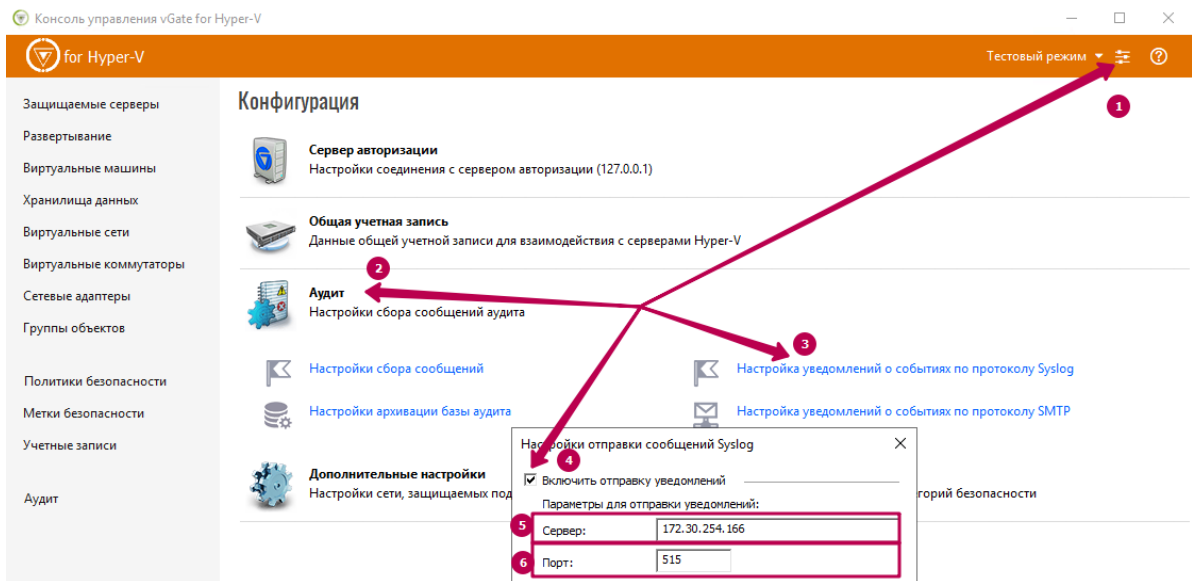 Консоль управления vGate for Hyper-V
for Hyper-V
Тестовый режим
1
Защищаемые серверы
Развертывание
Виртуальные машины
Хранилища данных
Виртуальные сети
Виртуальные коммутаторы
Сетевые адаптеры
Группы объектов
Политики безопасности
Метки безопасности
Учетные записи
Аудит
Конфигурация
Сервер авторизации
Настройки соединения с сервером авторизации (127.0.0.1)
Общая учетная запись
Данные общей учетной записи для взаимодействия с серверами Hyper-V
2
Аудит
Настройки сбора сообщений аудита
3
Настройки сбора сообщений
Настройка уведомлений о событиях по протоколу Syslog
Настройки архивации базы аудита
Настройка уведомлений о событиях по протоколу SMTP
Дополнительные настройки
Настройки сети, защищаемых под
горий безопасности
Настройки отправки сообщений Syslog
4
Включить отправку уведомлений
Параметры для отправки уведомлений:
5 Сервер: 172.30.254.166
6 Порт: 515